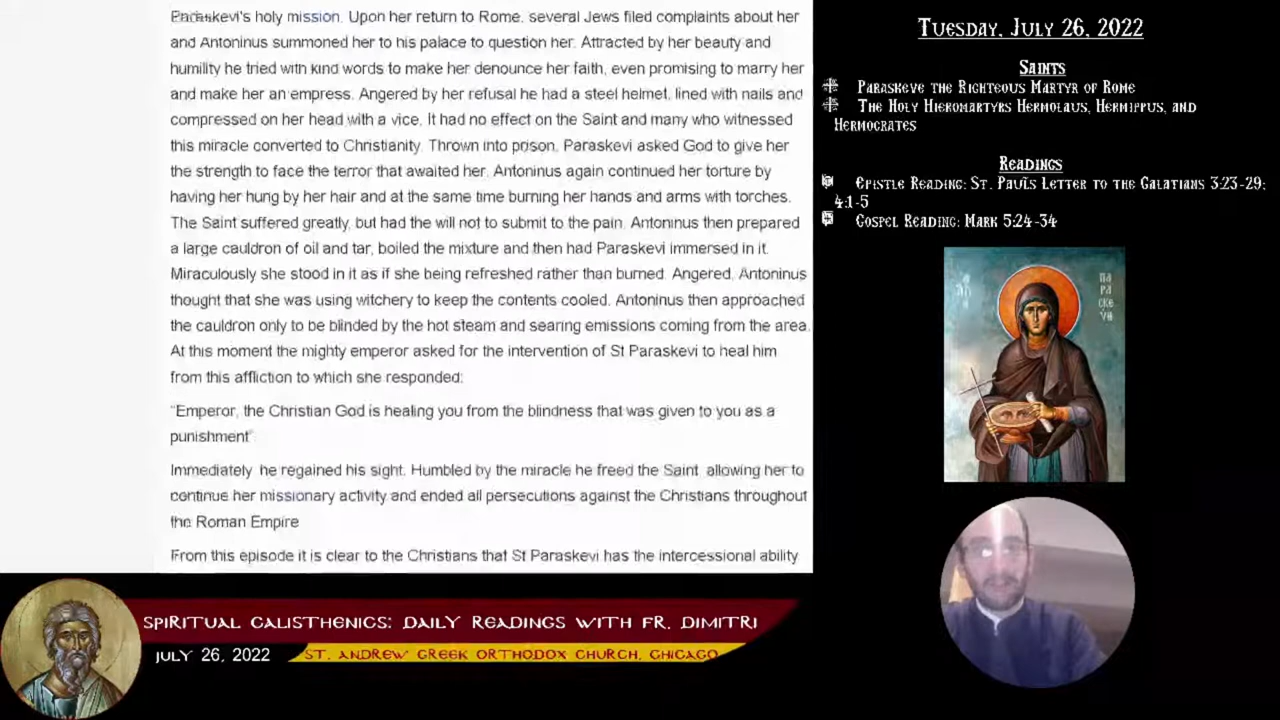 Paraskevi's holy mission. Upon her return to Rome, several Jews filed complaints about her
and Antoninus summoned her to his palace to question her. Attracted by her beauty and
humility he tried with kind words to make her denounce her faith, even promising to marry her
and make her an empress. Angered by her refusal he had a steel helmet, lined with nails and
compressed on her head with a vice. It had no effect on the Saint and many who witnessed
this miracle converted to Christianity. Thrown into prison, Paraskevi asked God to give her
the strength to face the terror that awaited her. Antoninus again continued her torture by
having her hung by her hair and at the same time burning her hands and arms with torches.
The Saint suffered greatly, but had the will not to submit to the pain. Antoninus then prepared
a large cauldron of oil and tar, boiled the mixture and then had Paraskevi immersed in it.
Miraculously she stood in it as if she being refreshed rather than burned. Angered, Antoninus
thought that she was using witchery to keep the contents cooled. Antoninus then approached
the cauldron only to be blinded by the hot steam and searing emissions coming from the area.
At this moment the mighty emperor asked for the intervention of St Paraskevi to heal him
from this affliction to which she responded:
"Emperor, the Christian God is healing you from the blindness that was given to you as a
punishment"
Immediately he regained his sight. Humbled by the miracle he freed the Saint, allowing her to
continue her missionary activity and ended all persecutions against the Christians throughout
the Roman Empire
From this episode it is clear to the Christians that St Paraskevi has the intercessional ability
Tuesday, July 26, 2022
Saints
Paraskeve the Righteous Martyr of Rome
The Holy Hieromartyrs Hermolaus, Hermippus, and
Hermocrates
Readings
Epistle Reading: St. Paul's Letter to the Galatians 3:23-29;
4:1-5
Gospel Reading: Mark 5:24-34
ΠΑ
ΡΑ
ΣΚΕ
ΥΗ
Spiritual Calisthenics: Daily Readings with Fr. Dimitri
July 26, 2022
St. Andrew Greek Orthodox Church, Chicago